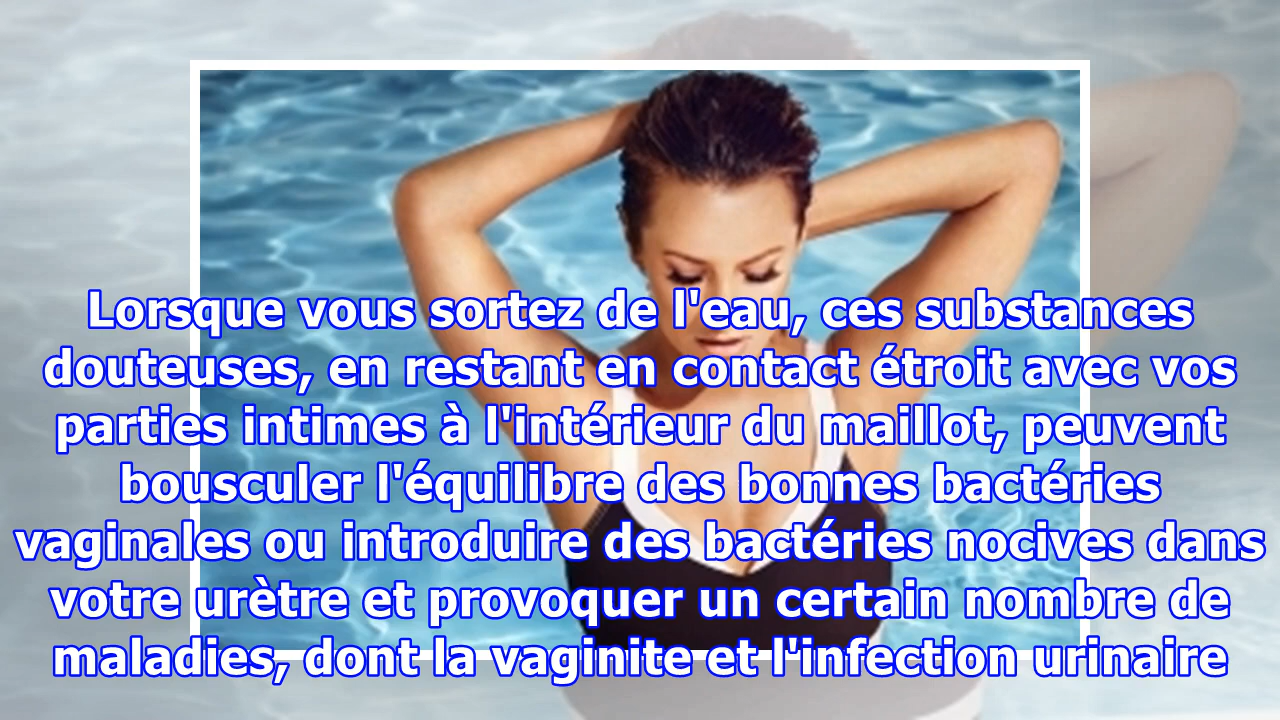 Lorsque vous sortez de l'eau, ces substances
douteuses, en restant en contact étroit avec vos
parties intimes à l'intérieur du maillot, peuvent
bousculer l'équilibre des bonnes bactéries
vaginales ou introduire des bactéries nocives dans
votre urètre et provoquer un certain nombre de
maladies, dont la vaginite et l'infection urinaire